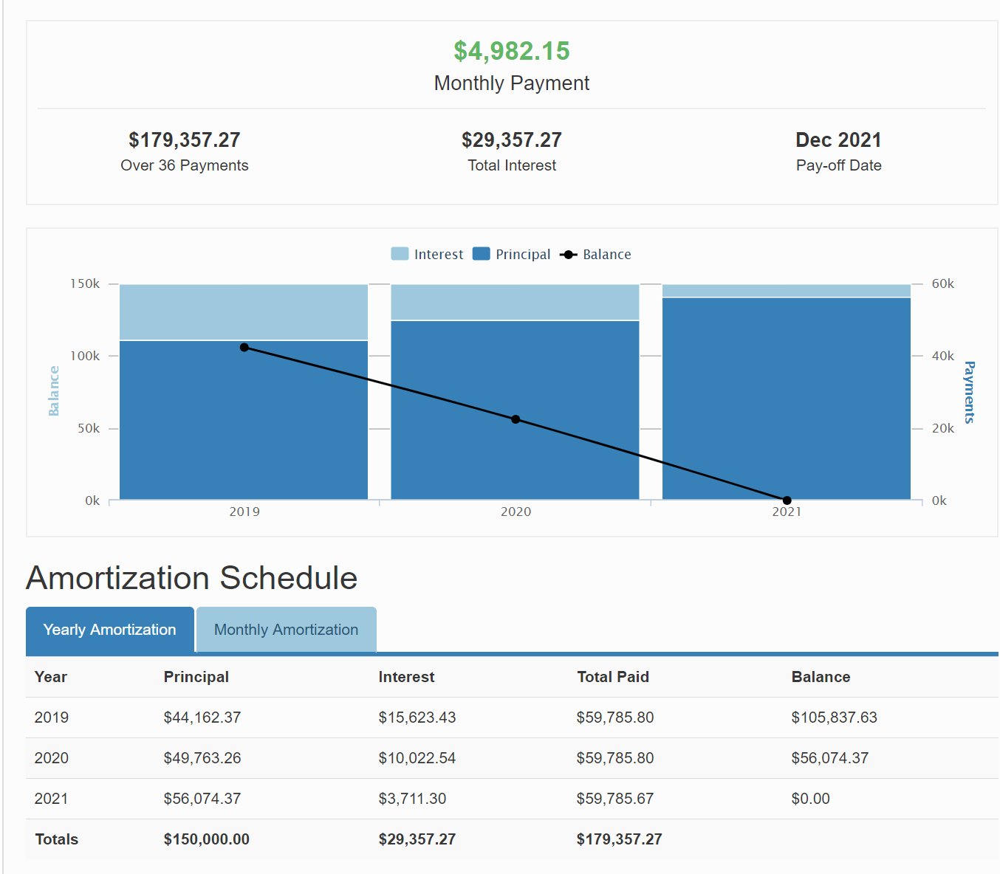 $4,982.15
Monthly Payment
$179,357.27 $29,357.27 Dec 2021
Over 36 Payments Total Interest Pay-off Date
Interest Principal Balance
150k 60k
100k 40k
Balance Payments
50k 20k
0k 0k
2019 2020 2021
Amortization Schedule
Yearly Amortization Monthly Amortization
Year Principal Interest Total Paid Balance
2019 $44,162.37 $15,623.43 $59,785.80 $105,837.63
2020 $49,763.26 $10,022.54 $59,785.80 $56,074.37
2021 $56,074.37 $3,711.30 $59,785.67 $0.00
Totals $150,000.00 $29,357.27 $179,357.27